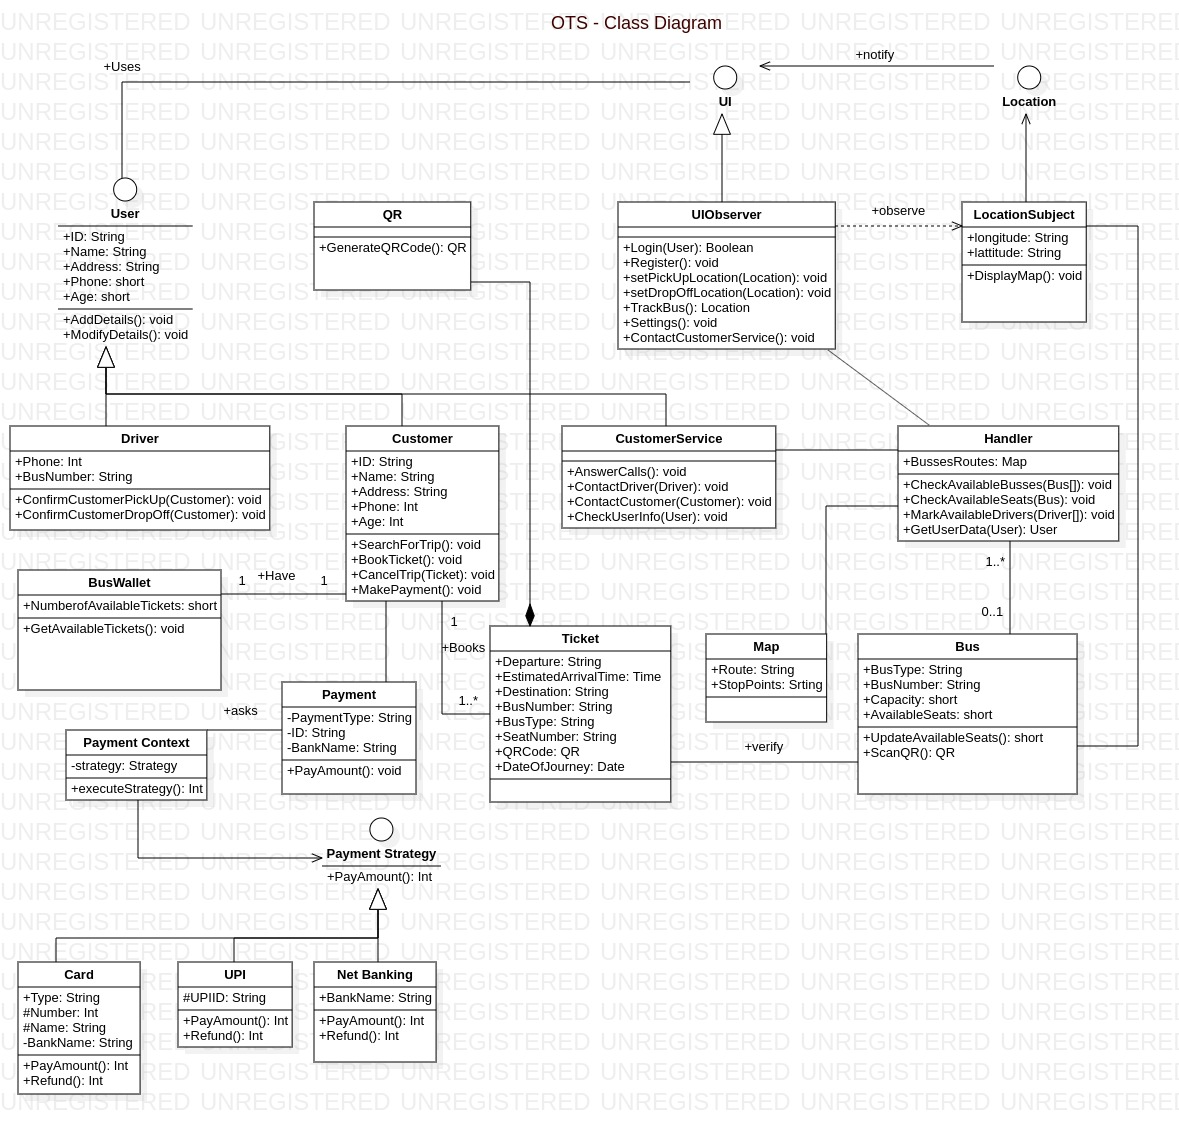 OTS - Class Diagram
+Uses
+notify
UI
Location
User
+ID: String
+Name: String
+Address: String
+Phone: short
+Age: short
+AddDetails(): void
+ModifyDetails(): void
QR
+GenerateQRCode(): QR
UIObserver
+Login(User): Boolean
+Register(): void
+setPickUpLocation(Location): void
+setDropOffLocation(Location): void
+TrackBus(): Location
+Settings(): void
+ContactCustomerService(): void
+observe
LocationSubject
+longitude: String
+lattitude: String
+DisplayMap(): void
Driver
+Phone: Int
+BusNumber: String
+ConfirmCustomerPickUp(Customer): void
+ConfirmCustomerDropOff(Customer): void
Customer
+ID: String
+Name: String
+Address: String
+Phone: Int
+Age: Int
+SearchForTrip(): void
+BookTicket(): void
+CancelTrip(Ticket): void
+MakePayment(): void
CustomerService
+AnswerCalls(): void
+ContactDriver(Driver): void
+ContactCustomer(Customer): void
+CheckUserInfo(User): void
Handler
+BussesRoutes: Map
+CheckAvailableBusses(Bus[]): void
+CheckAvailableSeats(Bus): void
+MarkAvailableDrivers(Driver[]): void
+GetUserData(User): User
1..*
0..1
BusWallet
+NumberofAvailableTickets: short
+GetAvailableTickets(): void
1
+Have
1
1
+Books
1..*
Ticket
+Departure: String
+EstimatedArrivalTime: Time
+Destination: String
+BusNumber: String
+BusType: String
+SeatNumber: String
+QRCode: QR
+DateOfJourney: Date
Map
+Route: String
+StopPoints: Srting
+verify
Bus
+BusType: String
+BusNumber: String
+Capacity: short
+AvailableSeats: short
+UpdateAvailableSeats(): short
+ScanQR(): QR
Payment
-PaymentType: String
-ID: String
-BankName: String
+PayAmount(): void
+asks
Payment Context
-strategy: Strategy
+executeStrategy(): Int
Payment Strategy
+PayAmount(): Int
Card
+Type: String
#Number: Int
#Name: String
-BankName: String
+PayAmount(): Int
+Refund(): Int
UPI
#UPIID: String
+PayAmount(): Int
+Refund(): Int
Net Banking
+BankName: String
+PayAmount(): Int
+Refund(): Int
UNREGISTERED